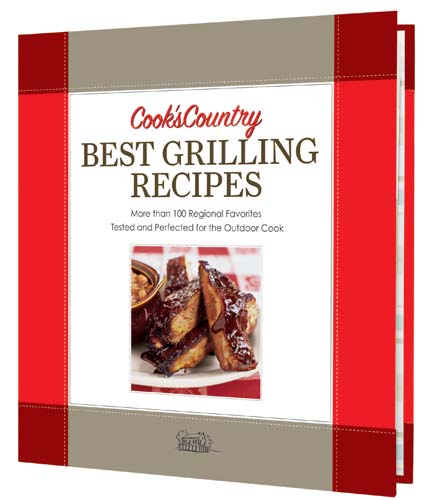 Cook'sCountry
BEST GRILLING
RECIPES
More than 100 Regional Favorites
Tested and Perfected for the Outdoor Cook